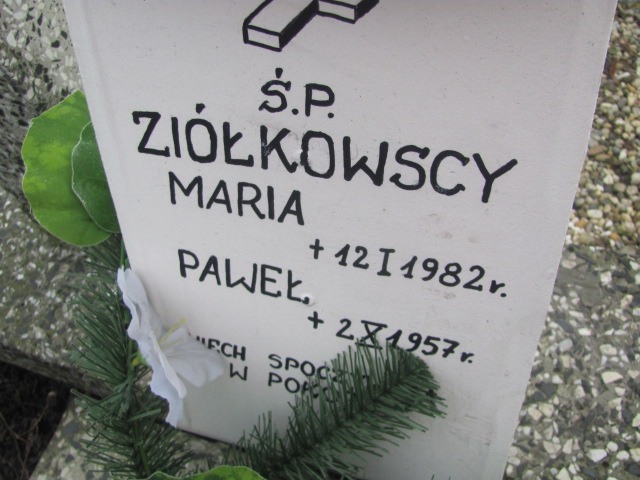 Ś.P.
ZIÓŁKOWSCY
MARIA
+ 12 I 1982 r.
PAWEŁ
+ 2 X 1957 r.
W